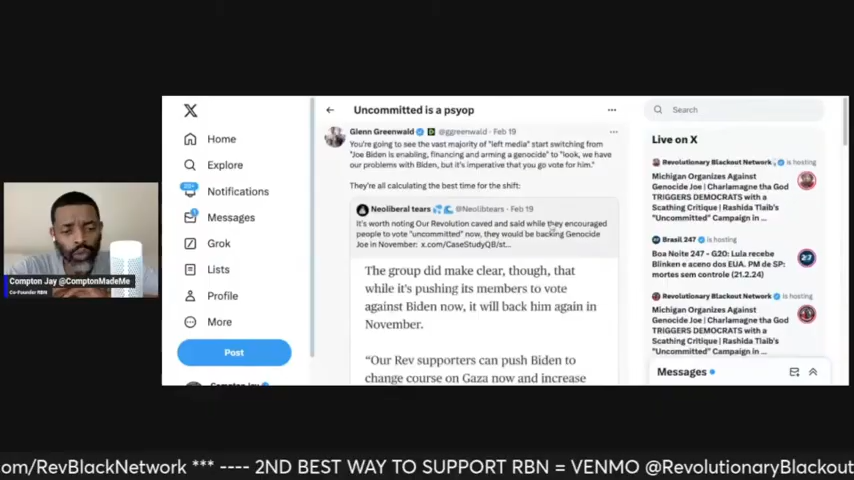 Compton Jay @ComptonMadeMe
Co-Founder RBN
X
Home
Explore
20+
Notifications
1
Messages
Grok
Lists
Profile
More
Post
Uncommitted is a psyop
Glenn Greenwald @ggreenwald · Feb 19
You're going to see the vast majority of "left media" start switching from
"Joe Biden is enabling, financing and arming a genocide" to "look, we have
our problems with Biden, but it's imperative that you go vote for him."
They're all calculating the best time for the shift:
Neoliberal tears @Neolibtears · Feb 19
It's worth noting Our Revolution caved and said while they encouraged
people to vote "uncommitted" now, they would be backing Genocide
Joe in November: x.com/CaseStudyQB/st...
The group did make clear, though, that
while it's pushing its members to vote
against Biden now, it will back him again in
November.
“Our Rev supporters can push Biden to
change course on Gaza now and increase
Search
Live on X
Revolutionary Blackout Network is hosting
Michigan Organizes Against
Genocide Joe | Charlamagne tha God
TRIGGERS DEMOCRATS with a
Scathing Critique | Rashida Tlaib's
"Uncommitted" Campaign in ...
Brasil 247 is hosting
Boa Noite 247 - G20: Lula recebe
Blinken e aceno dos EUA. PM de SP:
mortes sem controle (21.2.24)
Revolutionary Blackout Network is hosting
Michigan Organizes Against
Genocide Joe | Charlamagne tha God
TRIGGERS DEMOCRATS with a
Scathing Critique | Rashida Tlaib's
"Uncommitted" Campaign in ...
Messages
com/RevBlackNetwork *** ---- 2ND BEST WAY TO SUPPORT RBN = VENMO @RevolutionaryBlackout